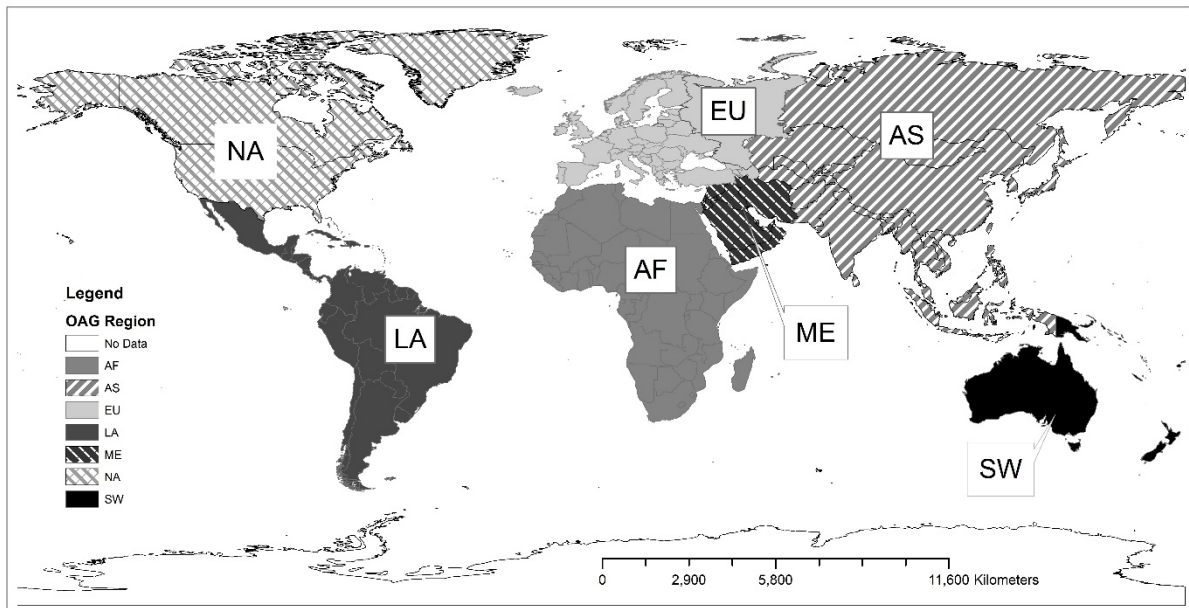 NA
EU
AS
AF
ME
LA
SW
Legend
OAG Region
No Data
AF
AS
EU
LA
ME
NA
SW
0 2,900 5,800 11,600 Kilometers